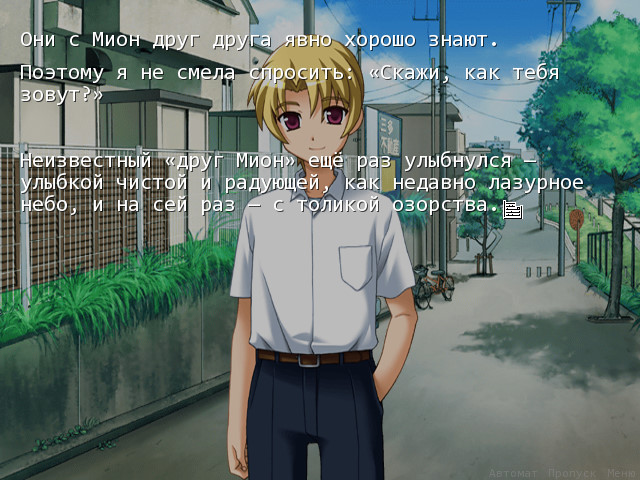 Они с Мион друг друга явно хорошо знают.
Поэтому я не смела спросить: «Скажи, как тебя
зовут?»
Неизвестный «друг Мион» ещё раз улыбнулся —
улыбкой чистой и радующей, как недавно лазурное
небо, и на сей раз — с толикой озорства.
Автомат Пропуск Меню